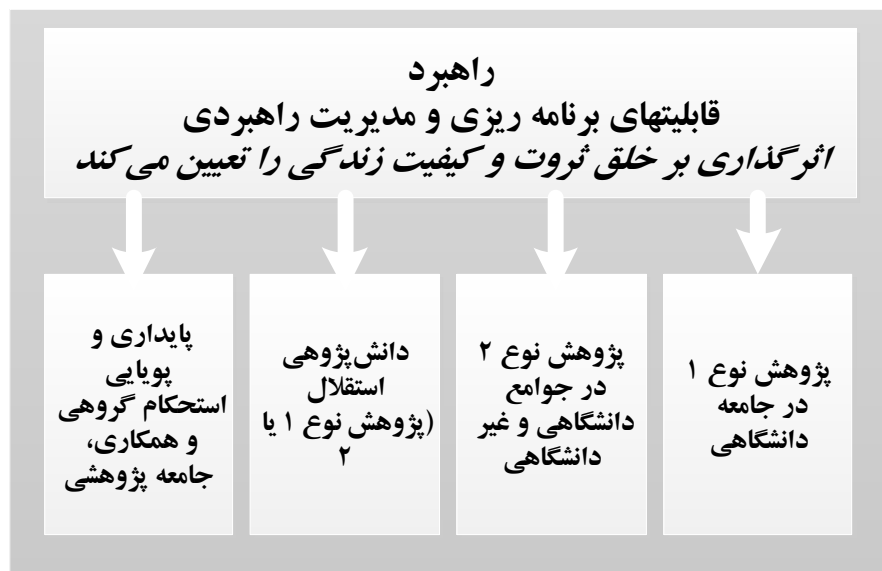 راهبرد
قابلیتهای برنامه ریزی و مدیریت راهبردی
اثرگذاری بر خلق ثروت و کیفیت زندگی را تعیین می‌کند
پژوهش نوع ۱
در جامعه
دانشگاهی
پژوهش نوع ۲
در جوامع
دانشگاهی و غیر
دانشگاهی
دانش‌پژوهی
استقلال
(پژوهش نوع ۱ یا
۲
پایداری و
پویایی
استحکام گروهی
و همکاری،
جامعه پژوهشی